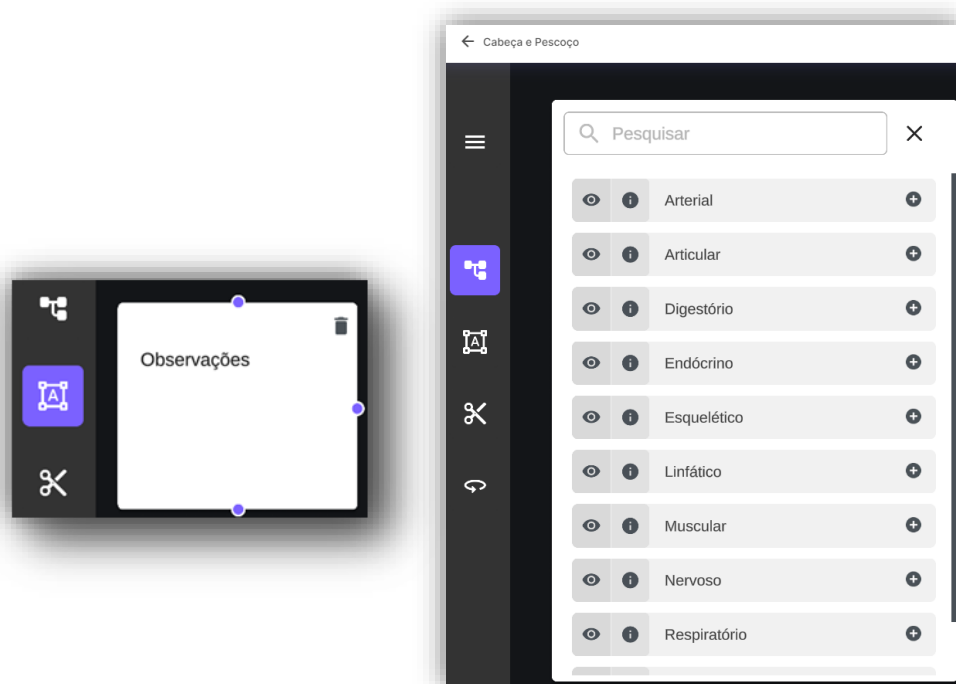 Observações
Cabeça e Pescoço
Pesquisar
Arterial
Articular
Digestório
Endócrino
Esquelético
Linfático
Muscular
Nervoso
Respiratório